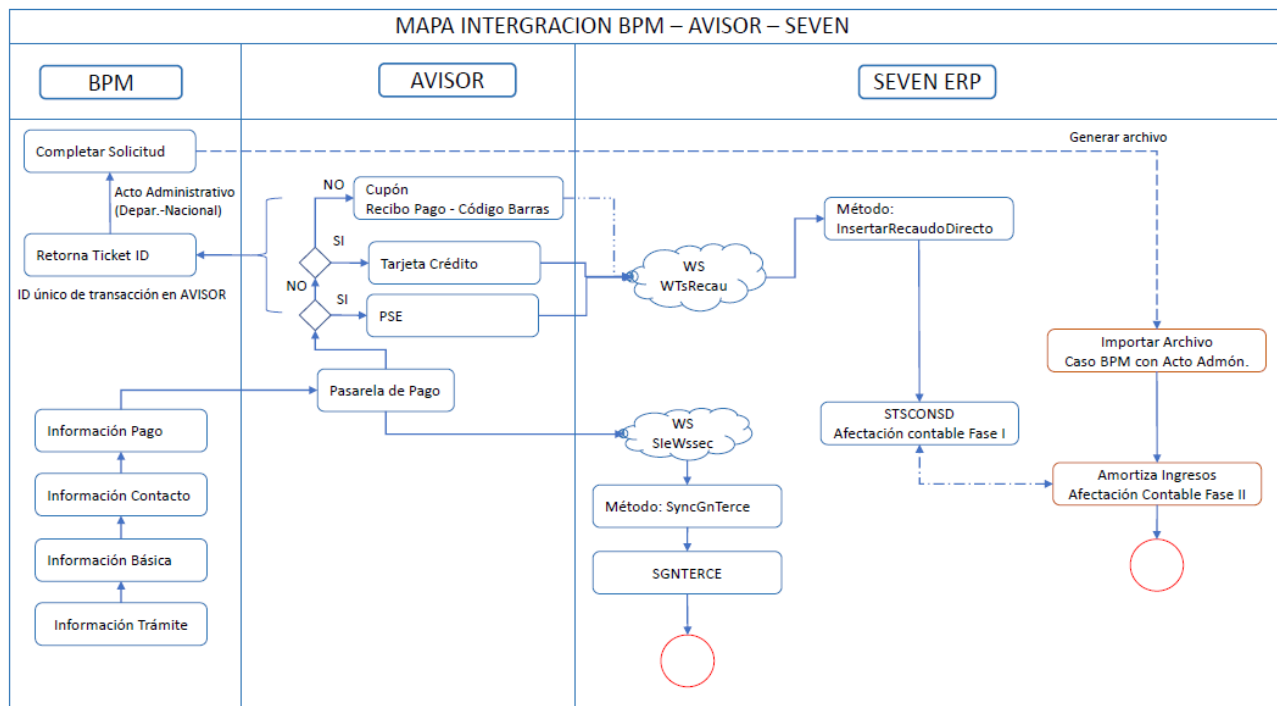 MAPA INTERGRACION BPM – AVISOR – SEVEN
BPM
AVISOR
SEVEN ERP
Completar Solicitud
Generar archivo
Acto Administrativo
(Depar.-Nacional)
Retorna Ticket ID
ID único de transacción en AVISOR
Información Pago
Información Contacto
Información Básica
Información Trámite
NO
Cupón
Recibo Pago - Código Barras
SI
Tarjeta Crédito
NO
SI
PSE
Pasarela de Pago
WS
WTsRecau
Método:
InsertarRecaudoDirecto
WS
SIeWssec
Método: SyncGnTerce
SGNTERCE
STSCONSD
Afectación contable Fase I
Importar Archivo
Caso BPM con Acto Admón.
Amortiza Ingresos
Afectación Contable Fase II